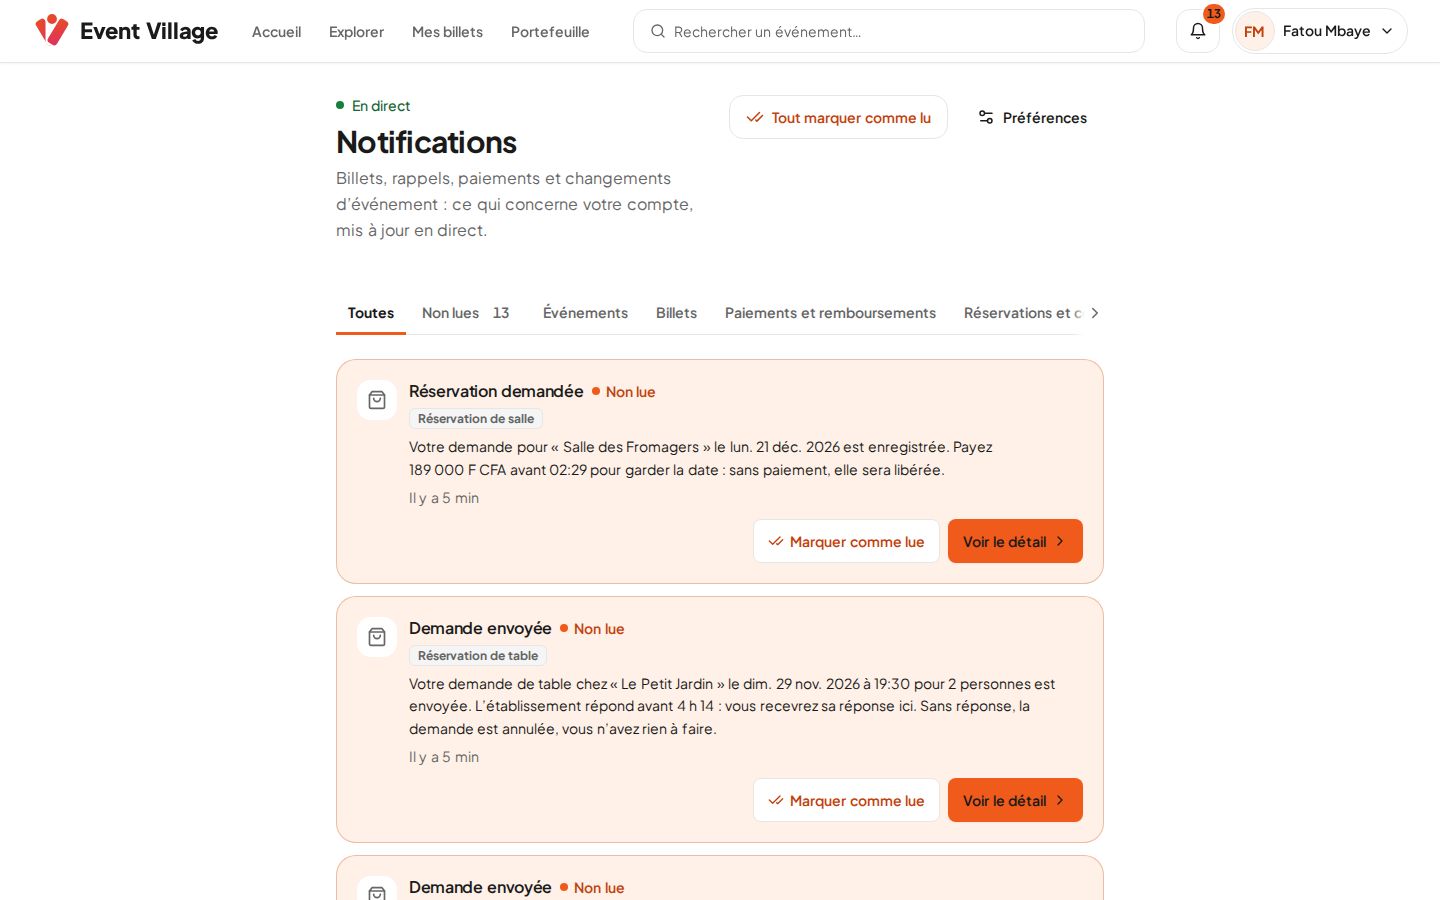 Event Village
Accueil
Explorer
Mes billets
Portefeuille
Rechercher un événement...
13
FM
Fatou Mbaye
En direct
Notifications
Billets, rappels, paiements et changements
d'événement : ce qui concerne votre compte,
mis à jour en direct.
Tout marquer comme lu
Préférences
Toutes
Non lues 13
Événements
Billets
Paiements et remboursements
Réservations et
Réservation demandée
Non lue
Réservation de salle
Votre demande pour « Salle des Fromagers » le lun. 21 déc. 2026 est enregistrée. Payez
189 000 F CFA avant 02:29 pour garder la date : sans paiement, elle sera libérée.
Il y a 5 min
Marquer comme lue
Voir le détail
Demande envoyée
Non lue
Réservation de table
Votre demande de table chez « Le Petit Jardin » le dim. 29 nov. 2026 à 19:30 pour 2 personnes est
envoyée. L'établissement répond avant 4 h 14 : vous recevrez sa réponse ici. Sans réponse, la
demande est annulée, vous n'avez rien à faire.
Il y a 5 min
Marquer comme lue
Voir le détail
Demande envoyée
Non lue